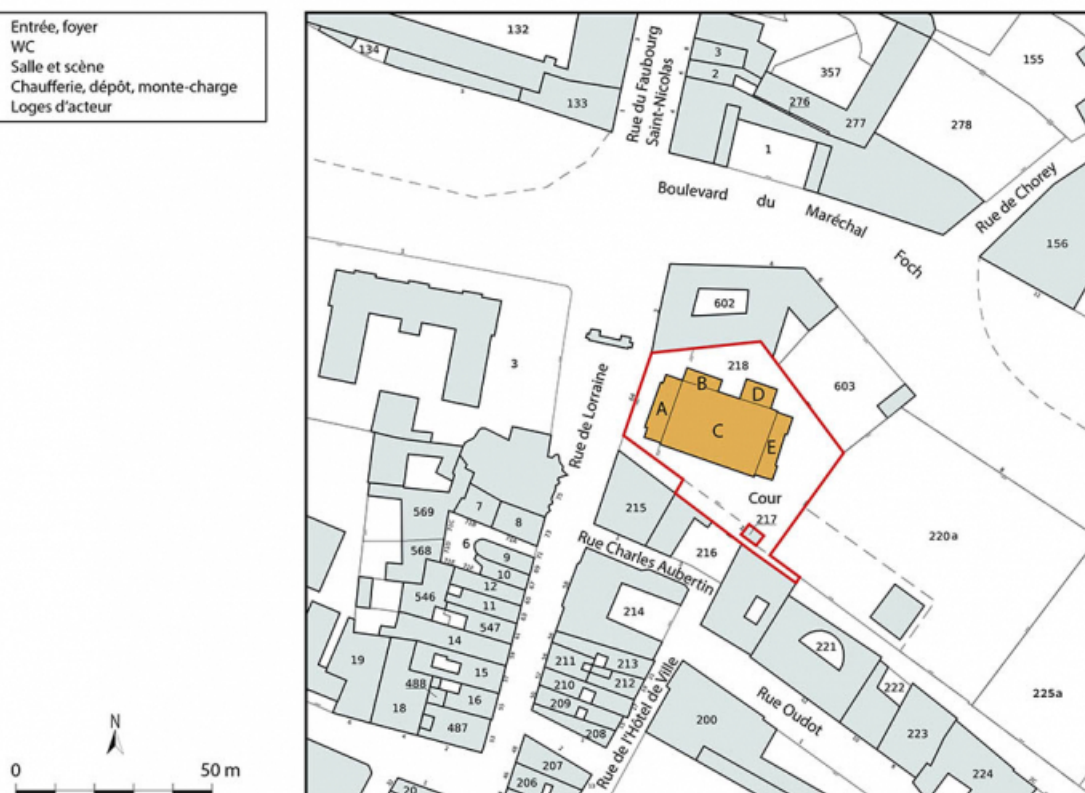 Entrée, foyer
WC
Salle et scène
Chaufferie, dépôt, monte-charge
Loges d'acteur
N
0 50 m
132
134
133
Rue du Faubourg
Saint-Nicolas
3
2
357
276
277
1
155
278
Boulevard du Maréchal Foch
Rue de Chorey
156
602
218
603
3
Rue de Lorraine
A
B
C
D
E
Cour
217
220a
215
216
Rue Charles Aubertin
569
568
7
8
6
9
10
12
11
546
547
14
15
16
19
18
488
487
214
211
213
210
212
209
208
207
206
20
Rue de l'Hôtel de Ville
200
Rue Oudot
221
222
223
224
225a